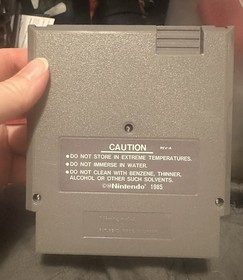 CAUTION
•DO NOT STORE IN EXTREME TEMPERATURES.
•DO NOT IMMERSE IN WATER.
•DO NOT CLEAN WITH BENZENE, THINNER,
ALCOHOL OR OTHER SUCH SOLVENTS.
©Nintendo 1985